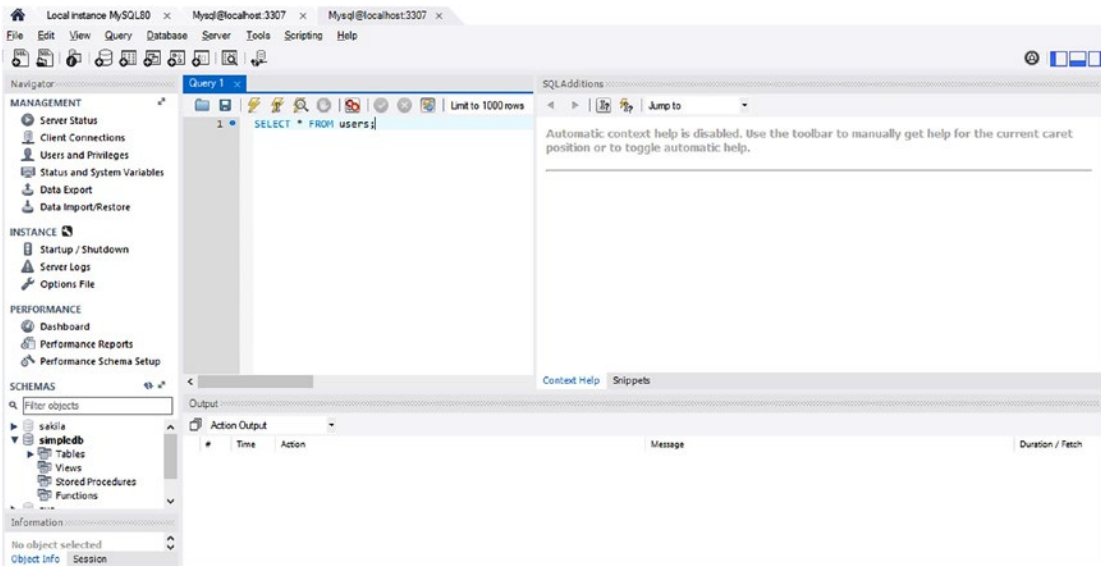 Local instance MySQL80 × Mysql@localhost:3307 × Mysql@localhost:3307 ×
File Edit View Query Database Server Tools Scripting Help
Navigator
MANAGEMENT
Server Status
Client Connections
Users and Privileges
Status and System Variables
Data Export
Data Import/Restore
INSTANCE
Startup / Shutdown
Server Logs
Options File
PERFORMANCE
Dashboard
Performance Reports
Performance Schema Setup
SCHEMAS
Filter objects
sakila
simpledb
Tables
Views
Stored Procedures
Functions
Information
No object selected
Object Info Session
Query 1 ×
Limit to 1000 rows
1 SELECT * FROM users;
SQLAdditions
Jump to
Automatic context help is disabled. Use the toolbar to manually get help for the current caret
position or to toggle automatic help.
Context Help Snippets
Output
Action Output
# Time Action Message Duration / Fetch